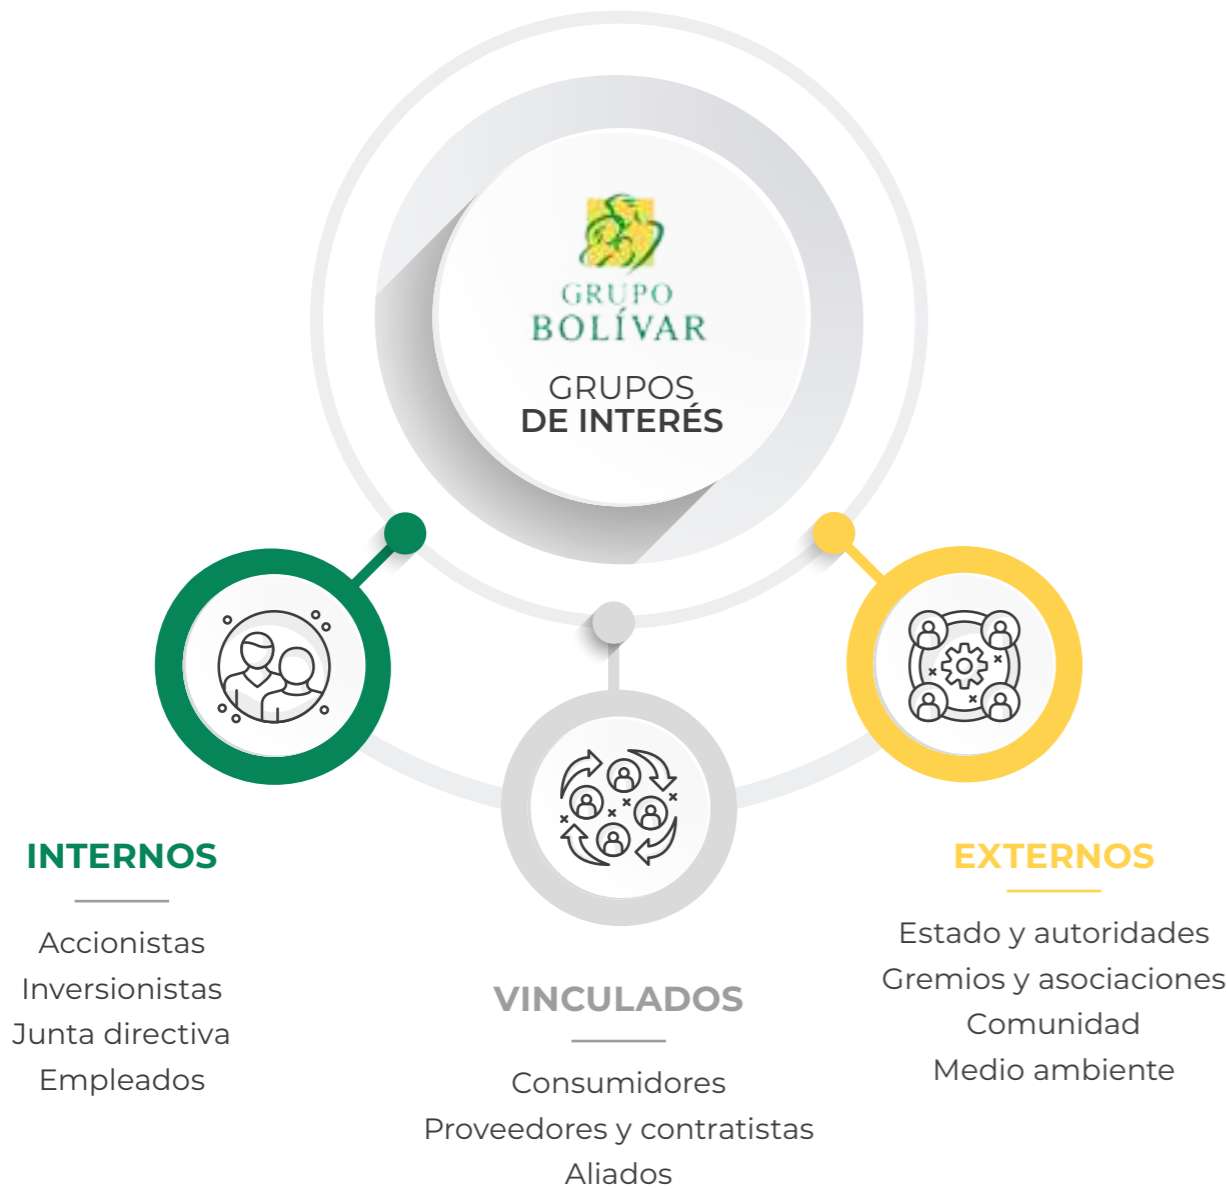 GRUPO
BOLÍVAR
GRUPOS
DE INTERÉS
INTERNOS
Accionistas
Inversionistas
Junta directiva
Empleados
VINCULADOS
Consumidores
Proveedores y contratistas
Aliados
EXTERNOS
Estado y autoridades
Gremios y asociaciones
Comunidad
Medio ambiente